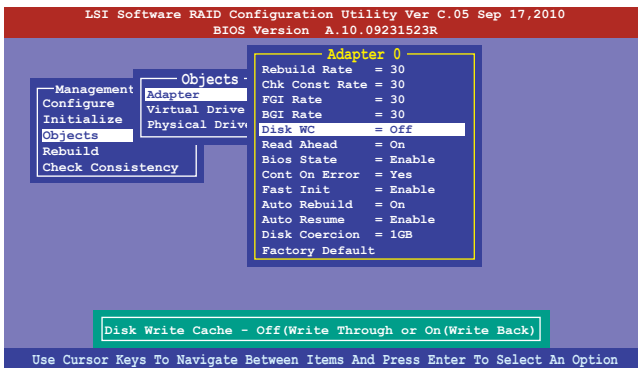 LSI Software RAID Configuration Utility Ver C.05 Sep 17,2010
BIOS Version A.10.09231523R
Management
Configure
Initialize
Objects
Rebuild
Check Consistency
Objects
Adapter
Virtual Drive
Physical Drive
Adapter 0
Rebuild Rate = 30
Chk Const Rate = 30
FGI Rate = 30
BGI Rate = 30
Disk WC = Off
Read Ahead = On
Bios State = Enable
Cont On Error = Yes
Fast Init = Enable
Auto Rebuild = On
Auto Resume = Enable
Disk Coercion = 1GB
Factory Default
Disk Write Cache - Off(Write Through or On(Write Back)
Use Cursor Keys To Navigate Between Items And Press Enter To Select An Option